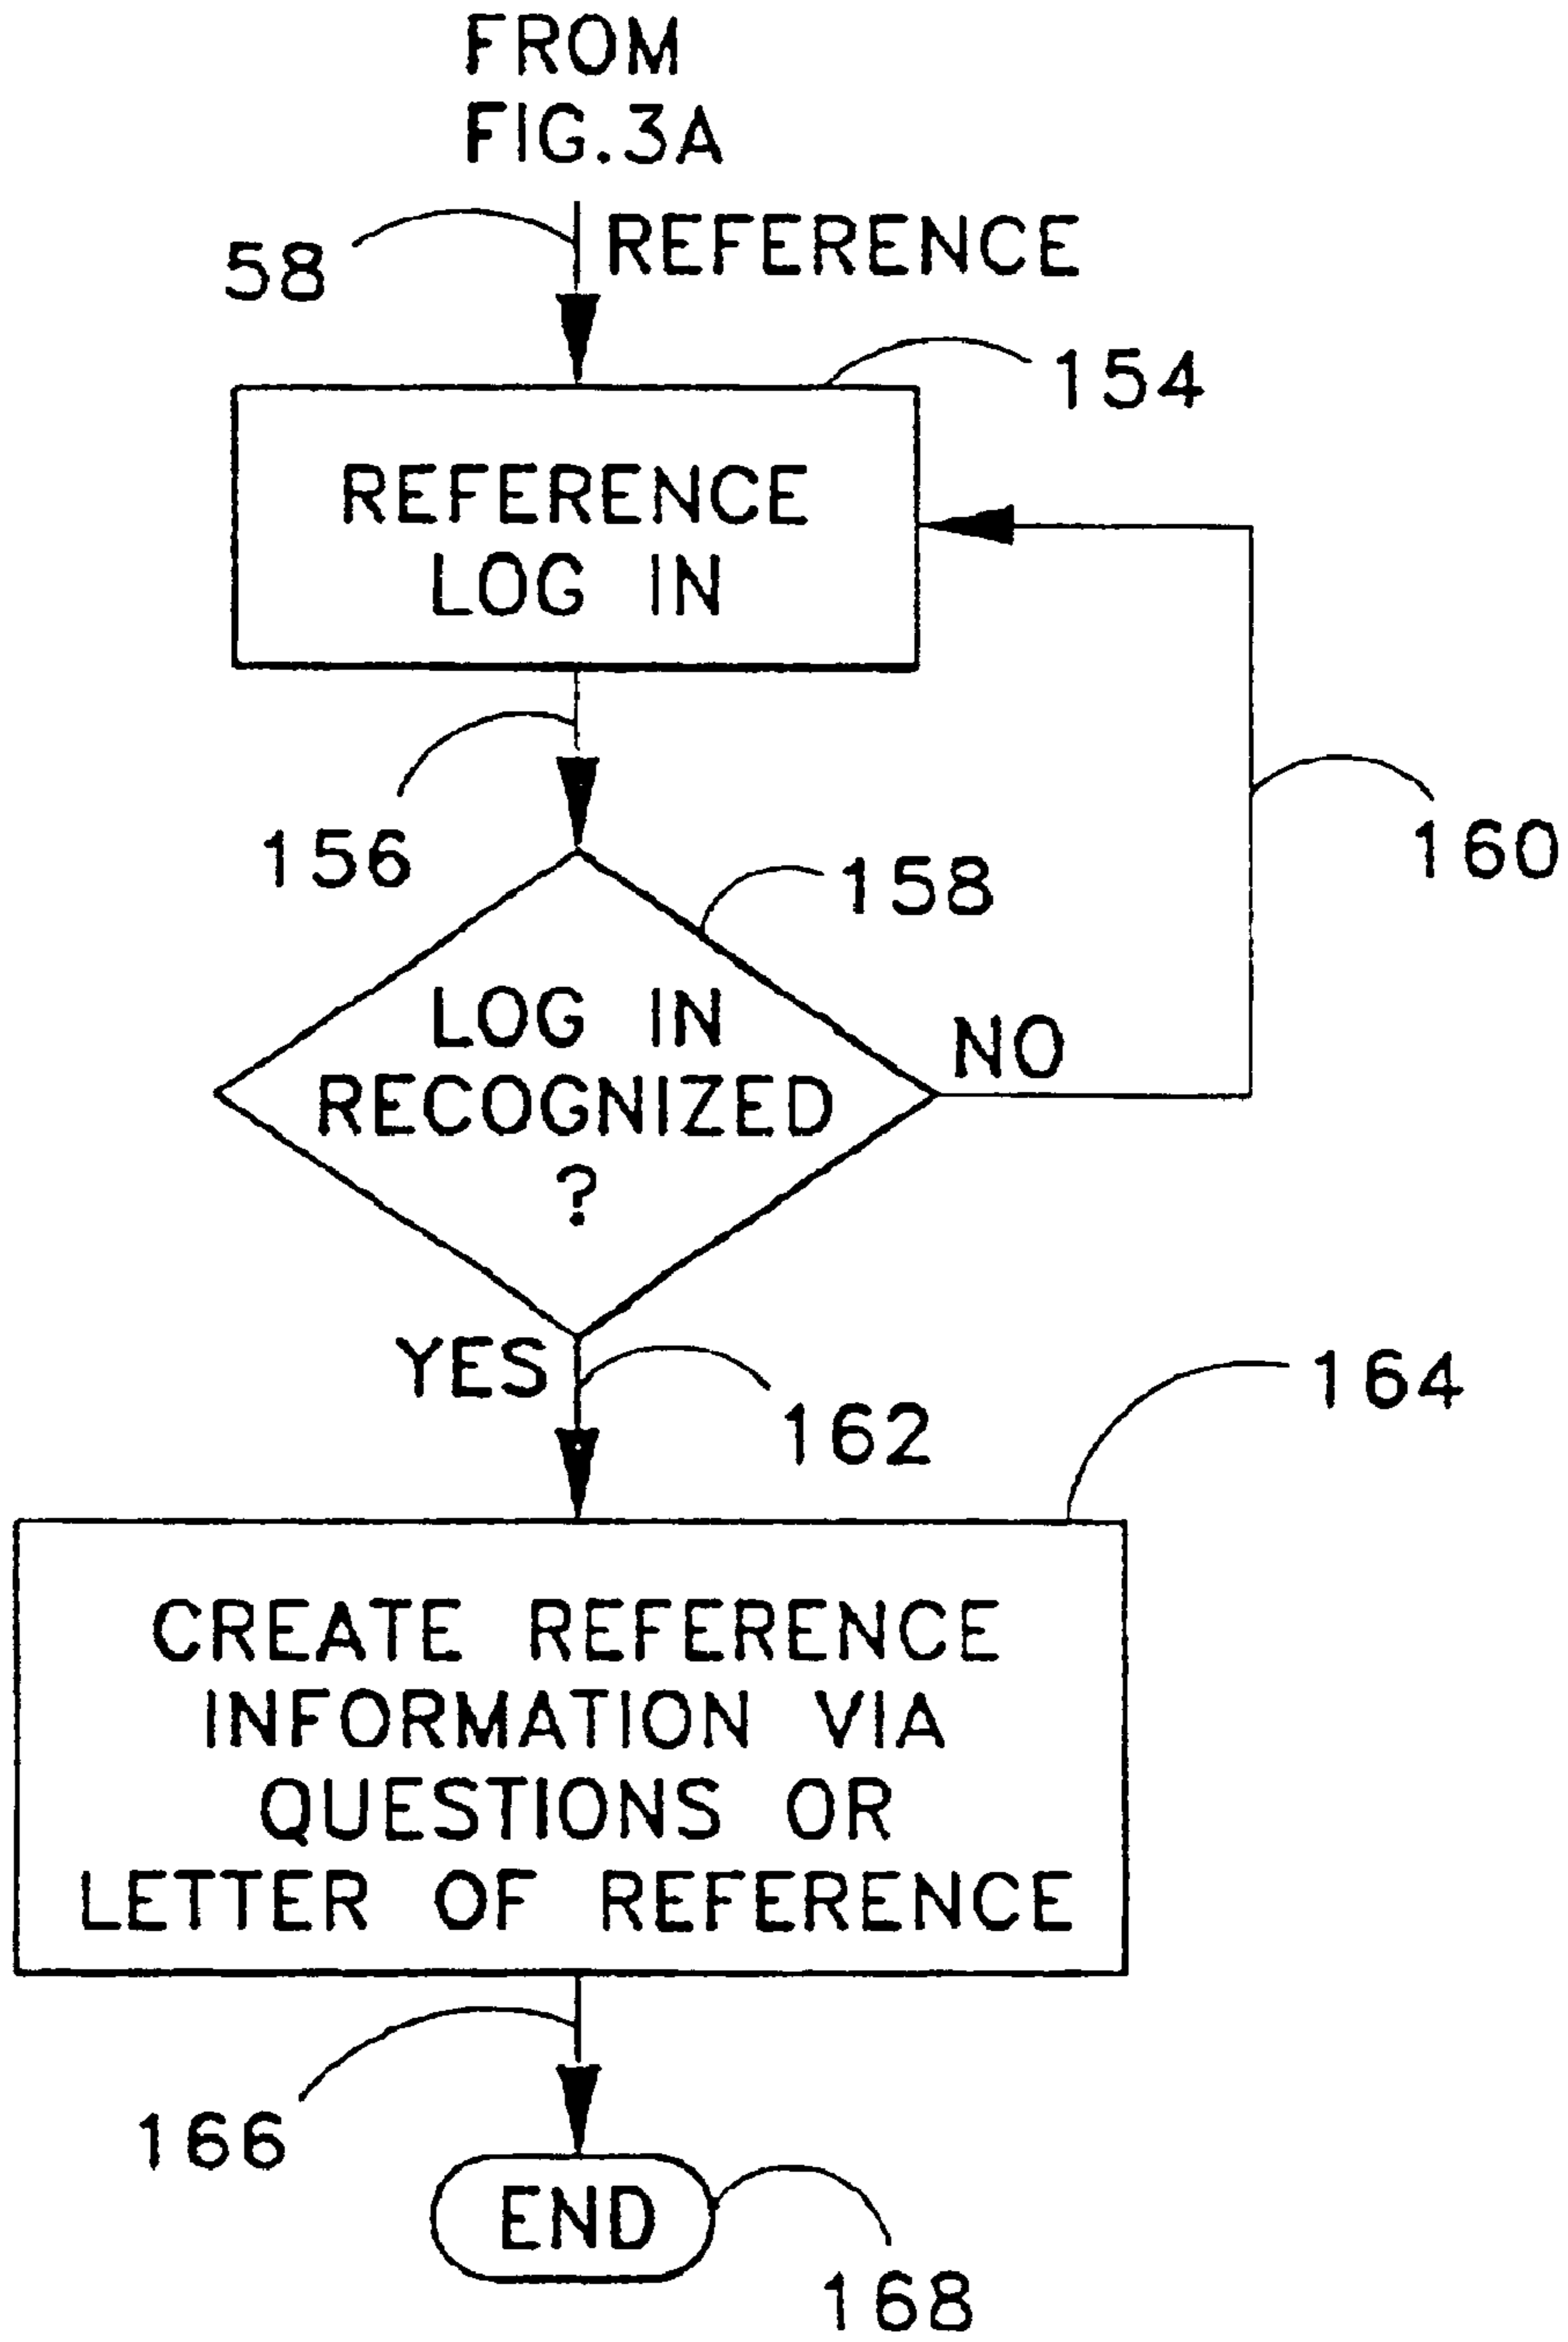 FROM
FIG.3A
58
REFERENCE
154
REFERENCE
LOG IN
156
160
158
LOG IN
RECOGNIZED
?
NO
YES
162
164
CREATE REFERENCE
INFORMATION VIA
QUESTIONS OR
LETTER OF REFERENCE
166
END
168